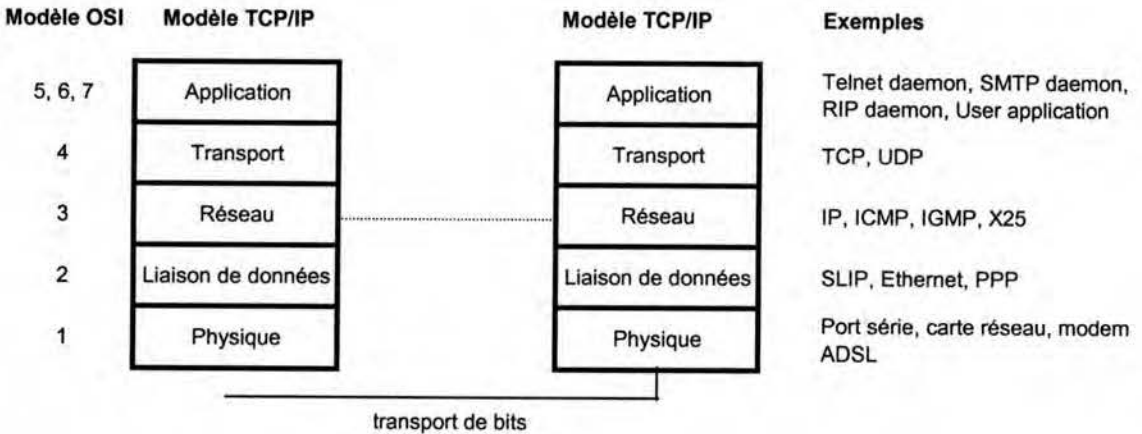 Modèle OSI Modèle TCP/IP Modèle TCP/IP Exemples
5, 6, 7 Application Application Telnet daemon, SMTP daemon,
RIP daemon, User application
4 Transport Transport TCP, UDP
3 Réseau Réseau IP, ICMP, IGMP, X25
2 Liaison de données Liaison de données SLIP, Ethernet, PPP
1 Physique Physique Port série, carte réseau, modem
ADSL
transport de bits